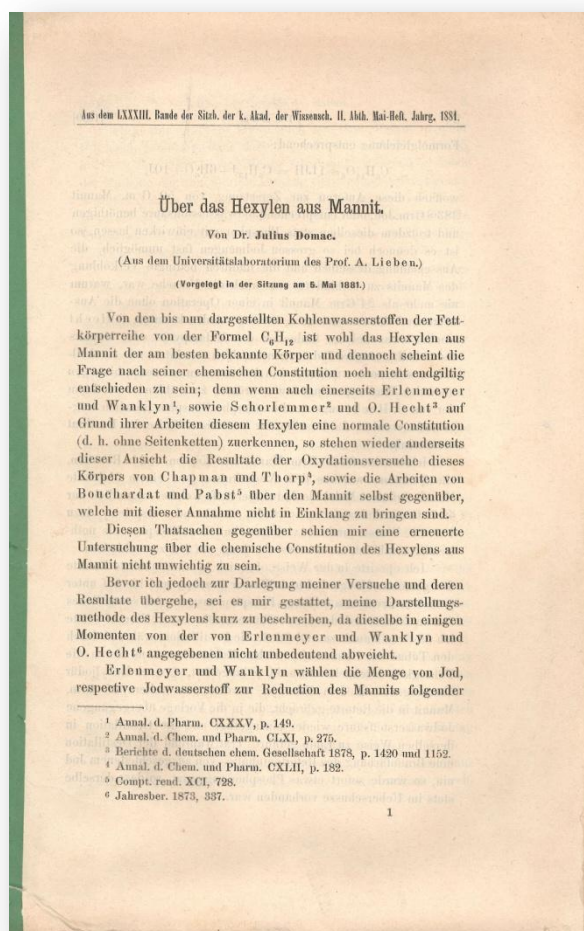 Aus dem LXXXIII. Bande der Sitzb. der k. Akad. der Wissensch. II. Abth. Mai-Heft. Jahrg. 1881.
Über das Hexylen aus Mannit.
Von Dr. Julius Domac.
(Aus dem Universitätslaboratorium des Prof. A. Lieben.)
(Vorgelegt in der Sitzung am 5. Mai 1881.)
Von den bis nun dargestellten Kohlenwasserstoffen der Fett-
körperreihe von der Formel C₆H₁₂ ist wohl das Hexylen aus
Mannit der am besten bekannte Körper und dennoch scheint die
Frage nach seiner chemischen Constitution noch nicht endgiltig
entschieden zu sein; denn wenn auch einerseits Erlenmeyer
und Wanklyn¹, sowie Schorlemmer² und O. Hecht³ auf
Grund ihrer Arbeiten diesem Hexylen eine normale Constitution
(d. h. ohne Seitenketten) zuerkennen, so stehen wieder anderseits
dieser Ansicht die Resultate der Oxydationsversuche dieses
Körpers von Chapman und Thorp⁴, sowie die Arbeiten von
Bouchardat und Pabst⁵ über den Mannit selbst gegenüber,
welche mit dieser Annahme nicht in Einklang zu bringen sind.
Diesen Thatsachen gegenüber schien mir eine erneuerte
Untersuchung über die chemische Constitution des Hexylens aus
Mannit nicht unwichtig zu sein.
Bevor ich jedoch zur Darlegung meiner Versuche und deren
Resultate übergehe, sei es mir gestattet, meine Darstellungs-
methode des Hexylens kurz zu beschreiben, da dieselbe in einigen
Momenten von der von Erlenmeyer und Wanklyn und
O. Hecht⁶ angegebenen nicht unbedeutend abweicht.
Erlenmeyer und Wanklyn wählen die Menge von Jod,
respective Jodwasserstoff zur Reduction des Mannits folgender
¹ Annal. d. Pharm. CXXXV, p. 149.
² Annal. d. Chem. und Pharm. CLXI, p. 275.
³ Berichte d. deutschen chem. Gesellschaft 1878, p. 1420 und 1152.
⁴ Annal. d. Chem. und Pharm. CXLII, p. 182.
⁵ Compt. rend. XCI, 728.
⁶ Jahresber. 1873, 337.
1